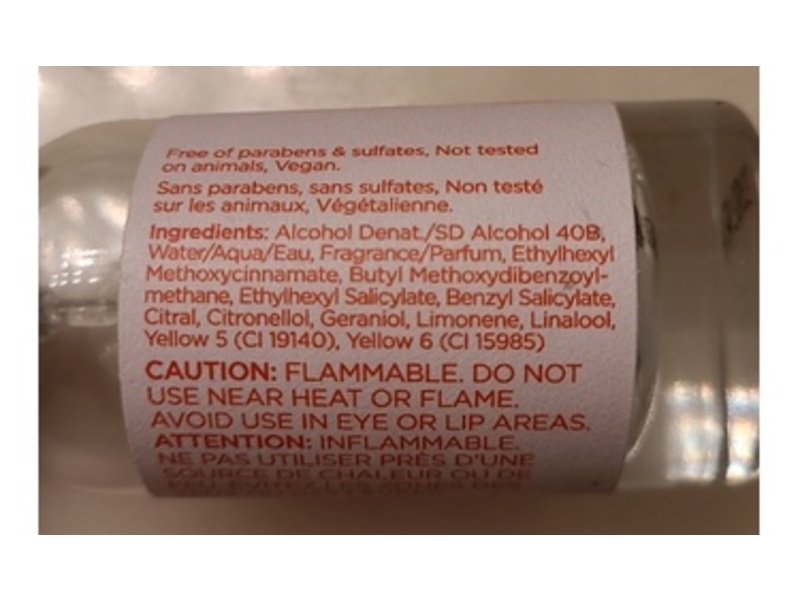 Free of parabens & sulfates, Not tested
on animals, Vegan.
Sans parabens, sans sulfates, Non testé
sur les animaux, Végétalienne.
Ingredients: Alcohol Denat./SD Alcohol 40B,
Water/Aqua/Eau, Fragrance/Parfum, Ethylhexyl
Methoxycinnamate, Butyl Methoxydibenzoyl-
methane, Ethylhexyl Salicylate, Benzyl Salicylate,
Citral, Citronellol, Geraniol, Limonene, Linalool,
Yellow 5 (CI 19140), Yellow 6 (CI 15985)
CAUTION: FLAMMABLE. DO NOT
USE NEAR HEAT OR FLAME.
AVOID USE IN EYE OR LIP AREAS.
ATTENTION: INFLAMMABLE.
NE PAS UTILISER PRÈS D'UNE
SOURCE DE CHALEUR OU DE